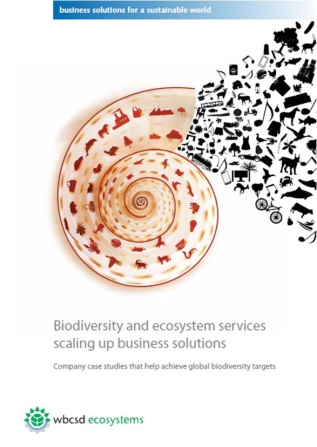 business solutions for a sustainable world
Biodiversity and ecosystem services
scaling up business solutions
Company case studies that help achieve global biodiversity targets
wbcsd ecosystems